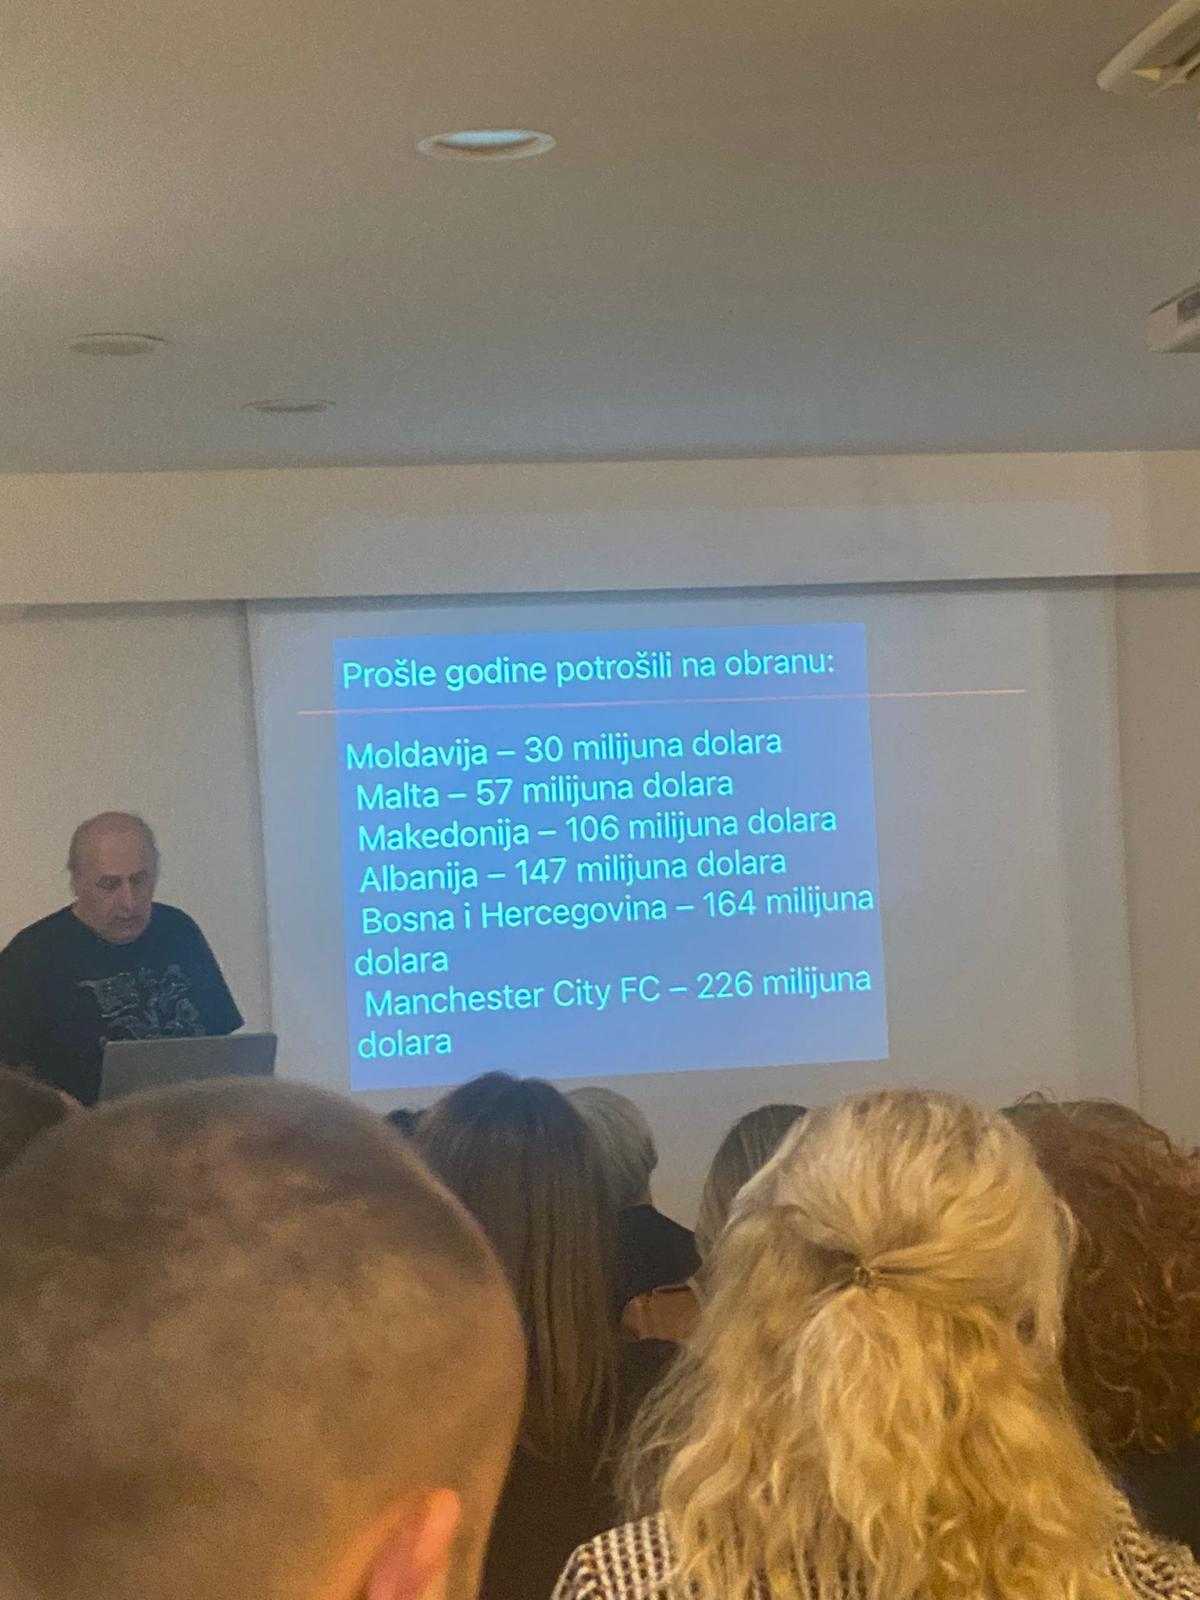 Prošle godine potrošili na obranu:
Moldavija – 30 milijuna dolara
Malta – 57 milijuna dolara
Makedonija – 106 milijuna dolara
Albanija – 147 milijuna dolara
Bosna i Hercegovina – 164 milijuna
dolara
Manchester City FC – 226 milijuna
dolara